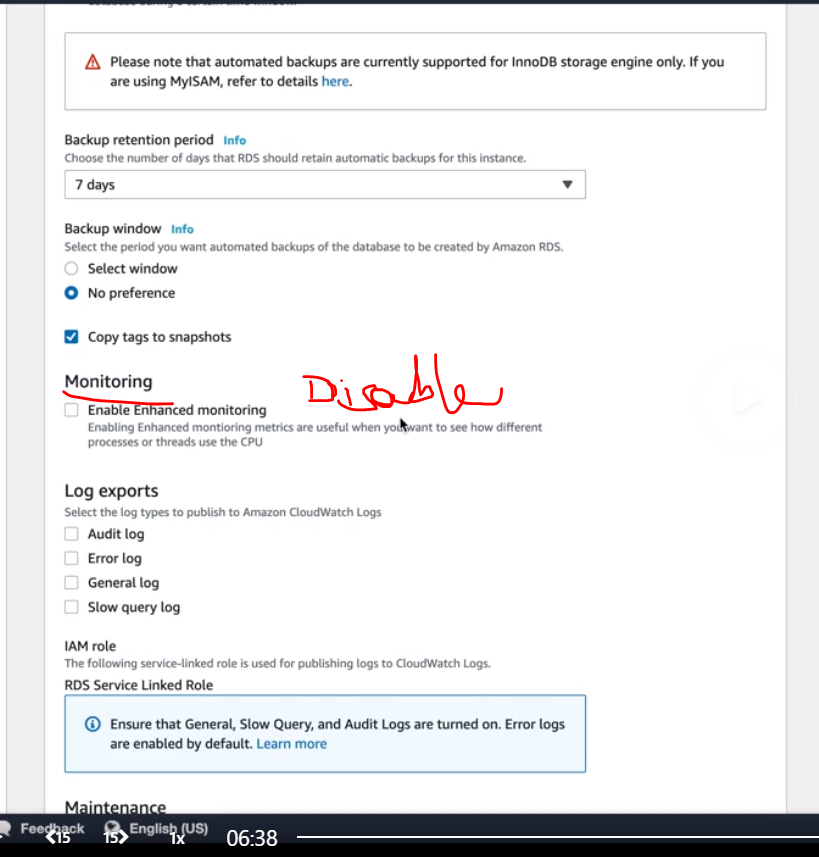 Please note that automated backups are currently supported for InnoDB storage engine only. If you
are using MyISAM, refer to details here.
Backup retention period Info
Choose the number of days that RDS should retain automatic backups for this instance.
7 days
Backup window Info
Select the period you want automated backups of the database to be created by Amazon RDS.
Select window
No preference
Copy tags to snapshots
Monitoring
Disable
Enable Enhanced monitoring
Enabling Enhanced montioring metrics are useful when you want to see how different
processes or threads use the CPU
Log exports
Select the log types to publish to Amazon CloudWatch Logs
Audit log
Error log
General log
Slow query log
IAM role
The following service-linked role is used for publishing logs to CloudWatch Logs.
RDS Service Linked Role
Ensure that General, Slow Query, and Audit Logs are turned on. Error logs
are enabled by default. Learn more
Maintenance
Feedback English (US)
15 15 1x 06:38